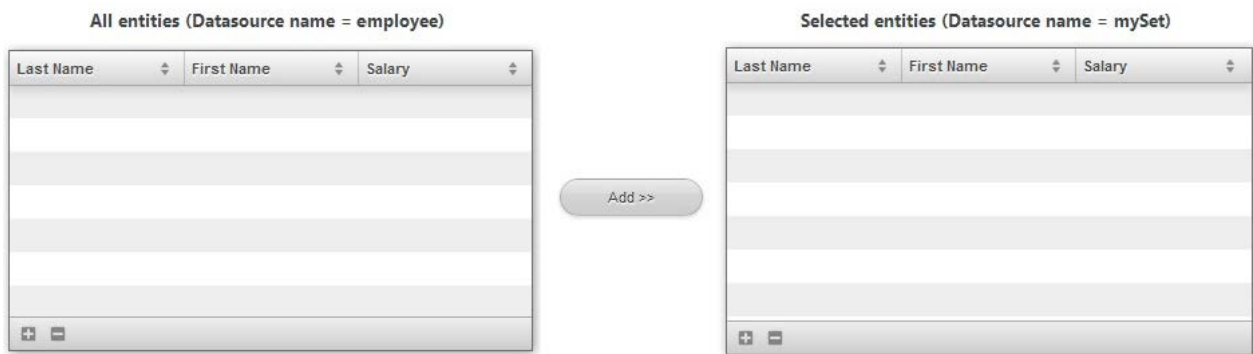 All entities (Datasource name = employee)
Selected entities (Datasource name = mySet)
Last Name First Name Salary
Last Name First Name Salary
Add >>